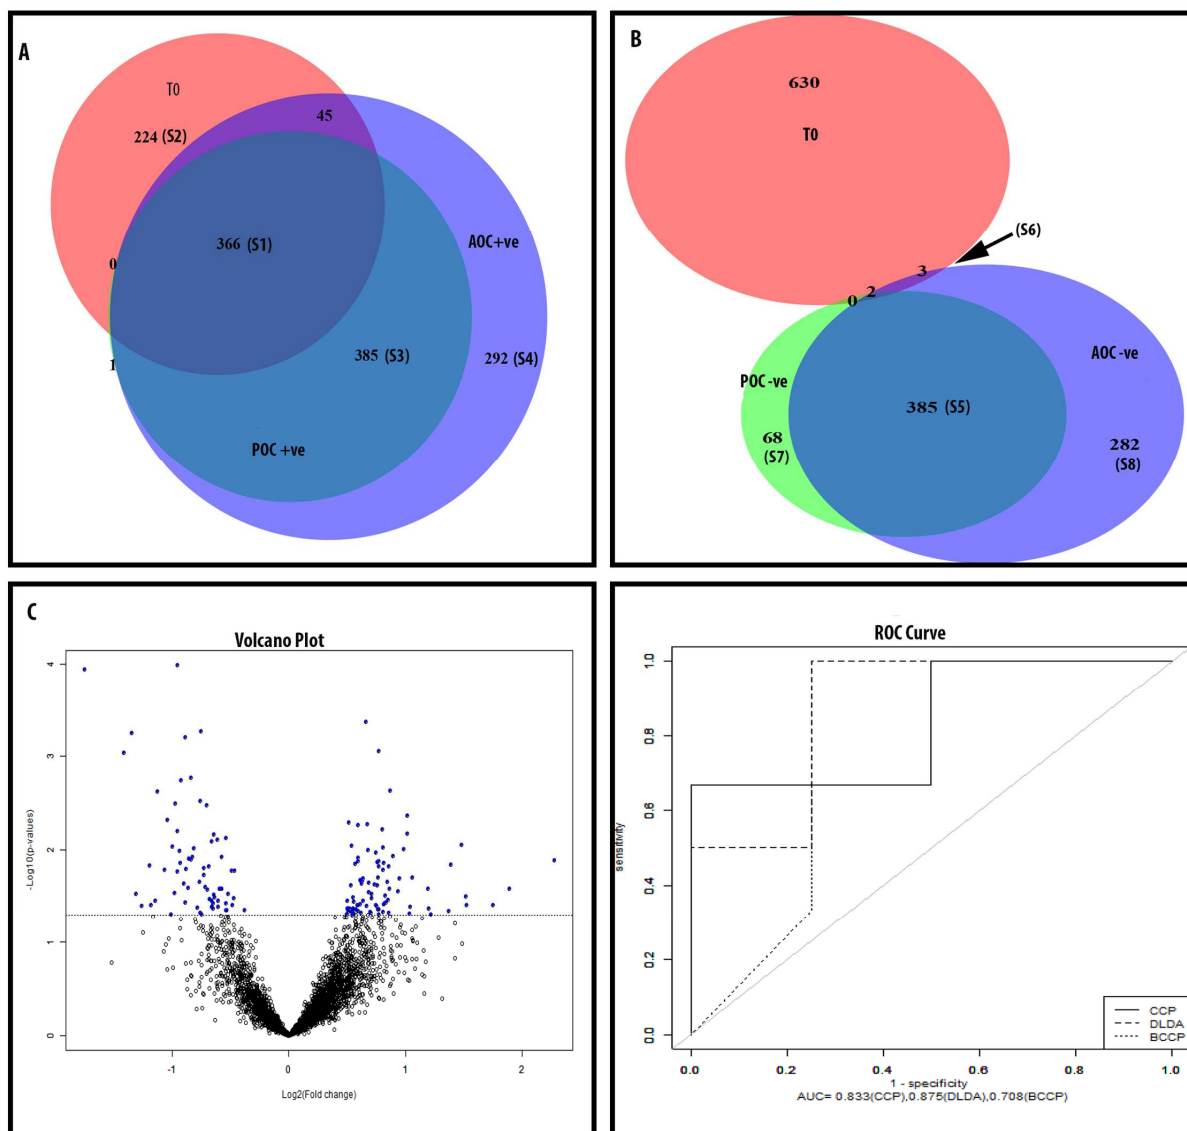 A
T0
224 (S2)
45
366 (S1)
AOC+ve
0
385 (S3)
292 (S4)
1
POC +ve
B
630
T0
(S6)
3
2
0
POC -ve
AOC -ve
385 (S5)
68
(S7)
282
(S8)
C
Volcano Plot
4
3
2
1
0
-Log10(p-values)
-1 0 1 2
Log2(Fold change)
ROC Curve
1.0
0.8
0.6
0.4
0.2
0.0
sensitivity
CCP
DLDA
BCCP
0.0 0.2 0.4 0.6 0.8 1.0
1 - specificity
AUC= 0.833(CCP),0.875(DLDA),0.708(BCCP)